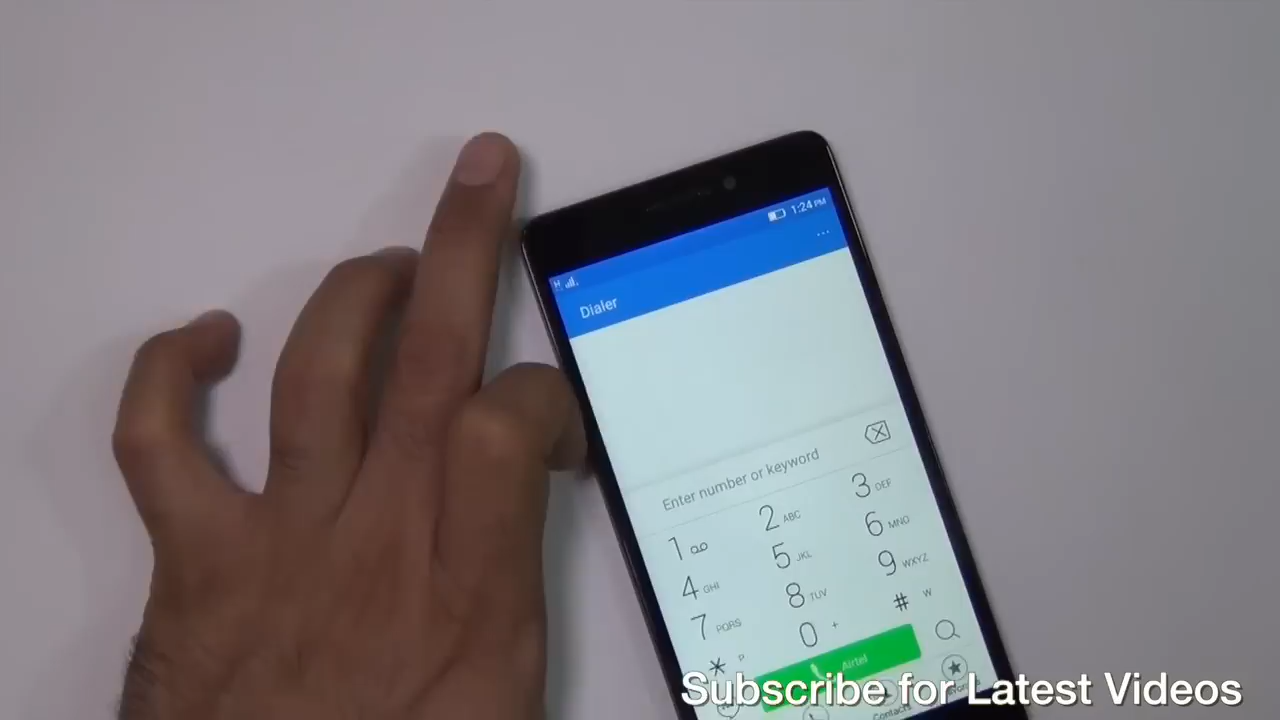 H 1:24 PM
...
Dialer
Enter number or keyword
1 2 ABC 3 DEF
4 GHI 5 JKL 6 MNO
7 PQRS 8 TUV 9 WXYZ
* P 0 + # W
Airtel
Contacts
Subscribe for Latest Videos